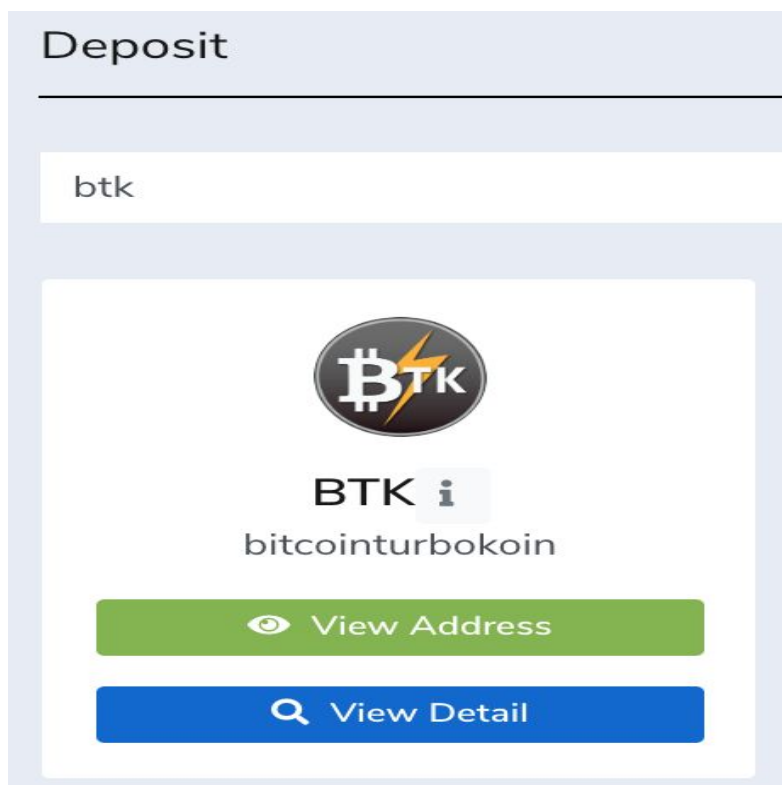 Deposit
btk
BTK
BTK i
bitcointurbokoin
View Address
View Detail